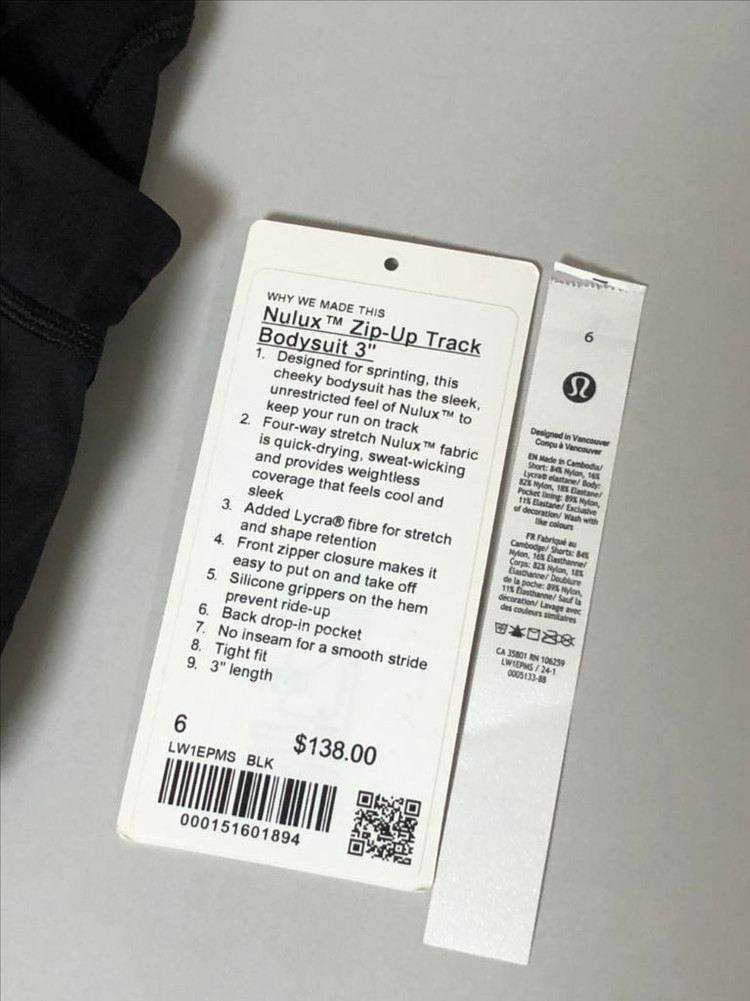 WHY WE MADE THIS
Nulux™ Zip-Up Track
Bodysuit 3"
1. Designed for sprinting, this
cheeky bodysuit has the sleek,
unrestricted feel of Nulux™ to
keep your run on track
2. Four-way stretch Nulux™ fabric
is quick-drying, sweat-wicking
and provides weightless
coverage that feels cool and
sleek
3. Added Lycra® fibre for stretch
and shape retention
4. Front zipper closure makes it
easy to put on and take off
5. Silicone grippers on the hem
prevent ride-up
6. Back drop-in pocket
7. No inseam for a smooth stride
8. Tight fit
9. 3" length
6
$138.00
LW1EPMS BLK
000151601894
6
Designed in Vancouver
Conçu à Vancouver
EN Made in Cambodia/
Short: 84% Nylon, 16%
Lycra® elastane/ Body:
82% Nylon, 18% Elastane/
Pocket lining: 89% Nylon,
11% Elastane/ Exclusive
of decoration/ Wash with
like colours
FR Fabriqué au
Cambodge/ Shorts: 84%
Nylon, 16% Élasthanne/
Corps: 82% Nylon, 18%
Élasthanne/ Doublure
de la poche: 89% Nylon,
11% Élasthanne/ Sauf la
décoration/ Lavage avec
des couleurs similaires
CA 35801 RN 106259
LW1EPMS / 24-1
0005133-88